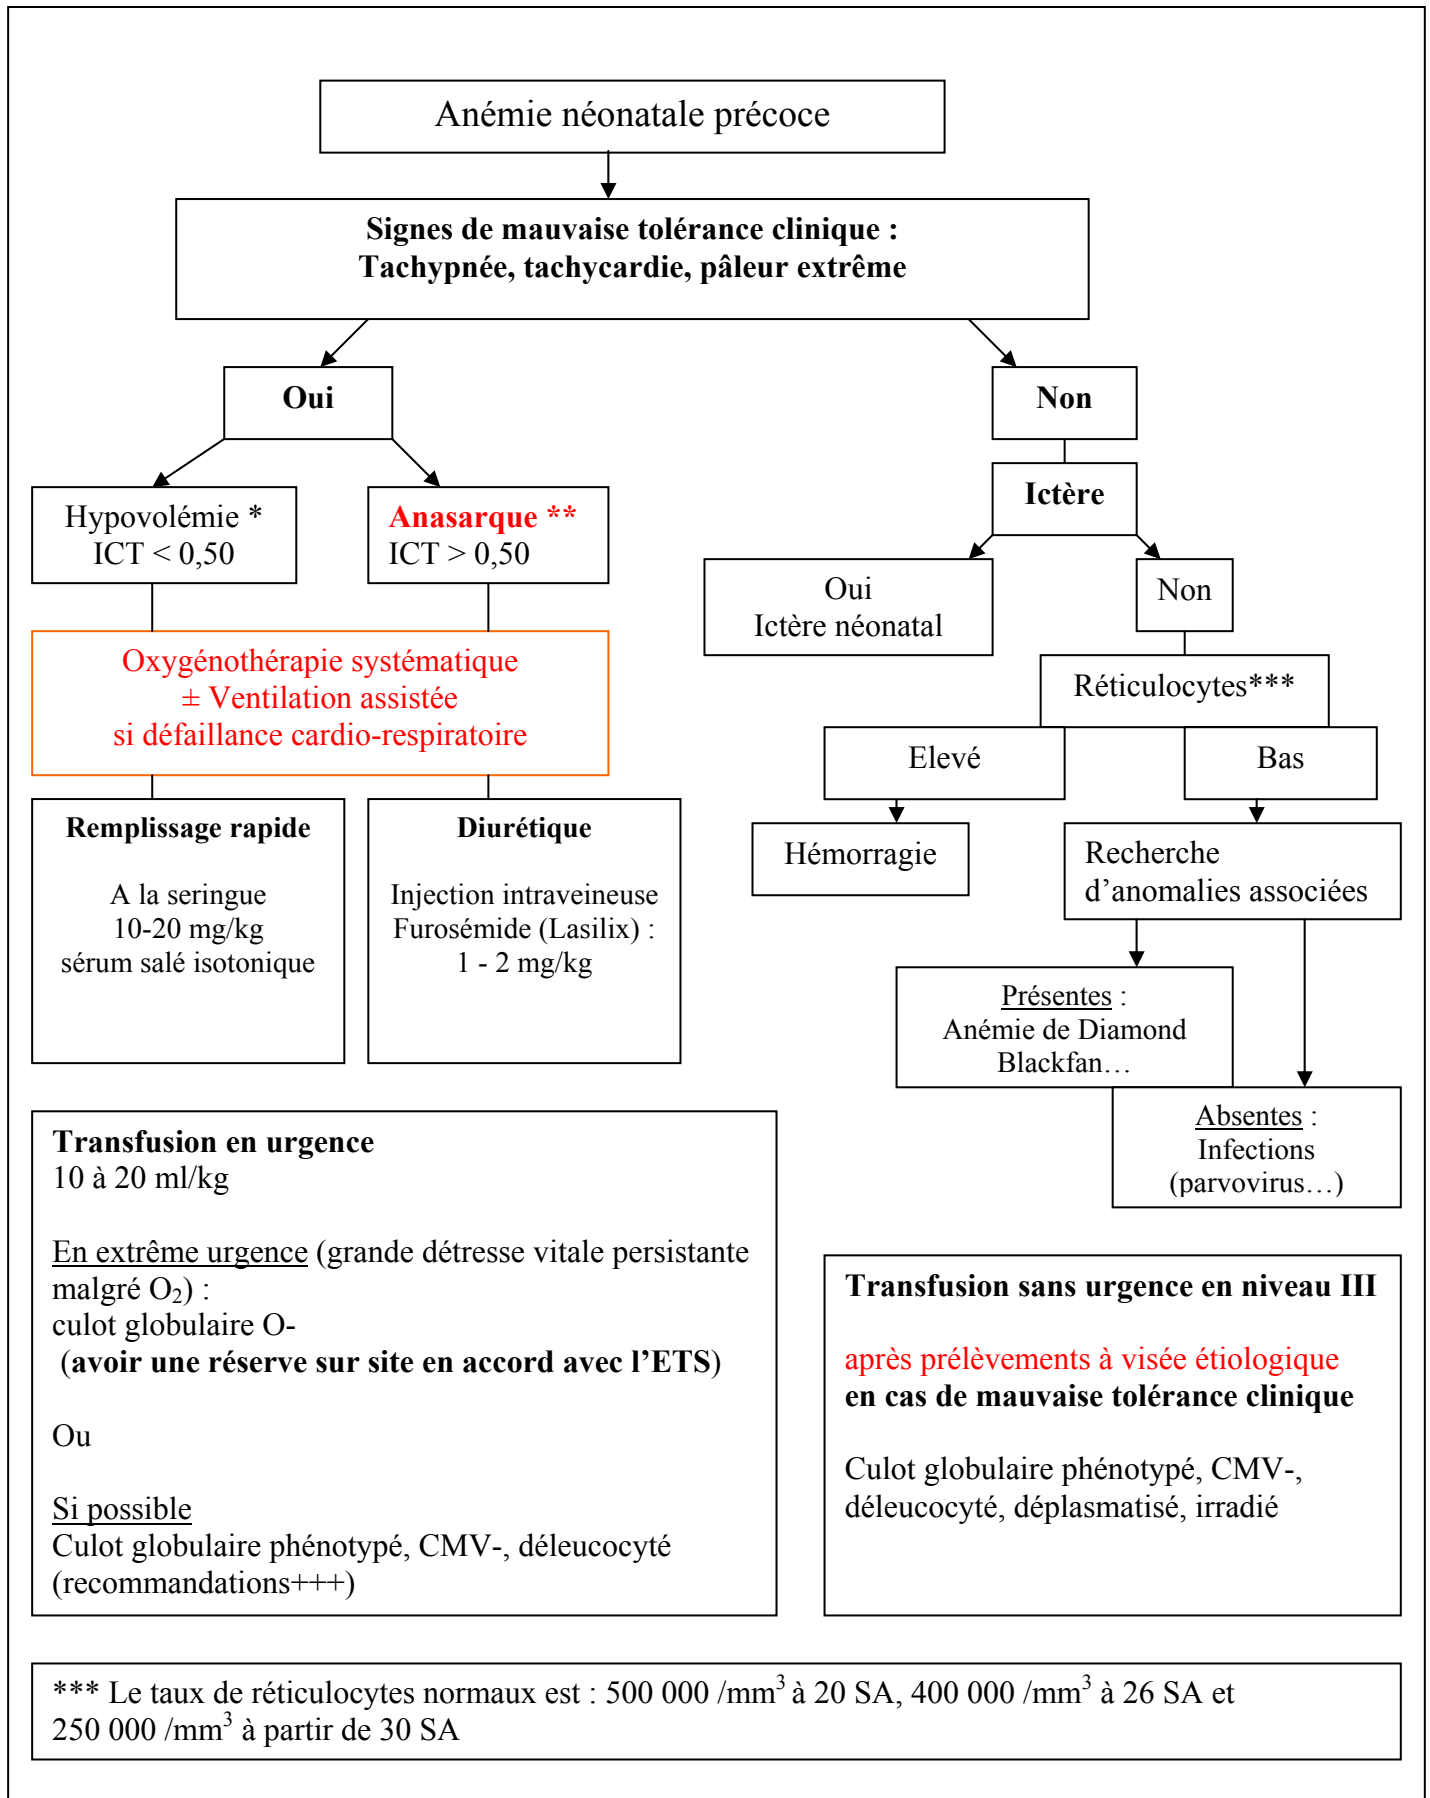 Anémie néonatale précoce
Signes de mauvaise tolérance clinique :
Tachypnée, tachycardie, pâleur extrême
Oui
Non
Hypovolémie *
ICT < 0,50
Anasarque **
ICT > 0,50
Ictère
Oui
Ictère néonatal
Non
Oxygénothérapie systématique
± Ventilation assistée
si défaillance cardio-respiratoire
Réticulocytes***
Elevé
Bas
Remplissage rapide
A la seringue
10-20 mg/kg
sérum salé isotonique
Diurétique
Injection intraveineuse
Furosémide (Lasilix) :
1 - 2 mg/kg
Hémorragie
Recherche
d’anomalies associées
Présentes :
Anémie de Diamond
Blackfan…
Absentes :
Infections
(parvovirus…)
Transfusion en urgence
10 à 20 ml/kg
En extrême urgence (grande détresse vitale persistante
malgré O₂) :
culot globulaire O-
(avoir une réserve sur site en accord avec l’ETS)
Ou
Si possible
Culot globulaire phénotypé, CMV-, déleucocyté
(recommandations+++)
Transfusion sans urgence en niveau III
après prélèvements à visée étiologique
en cas de mauvaise tolérance clinique
Culot globulaire phénotypé, CMV-,
déleucocyté, déplasmatisé, irradié
*** Le taux de réticulocytes normaux est : 500 000 /mm³ à 20 SA, 400 000 /mm³ à 26 SA et
250 000 /mm³ à partir de 30 SA